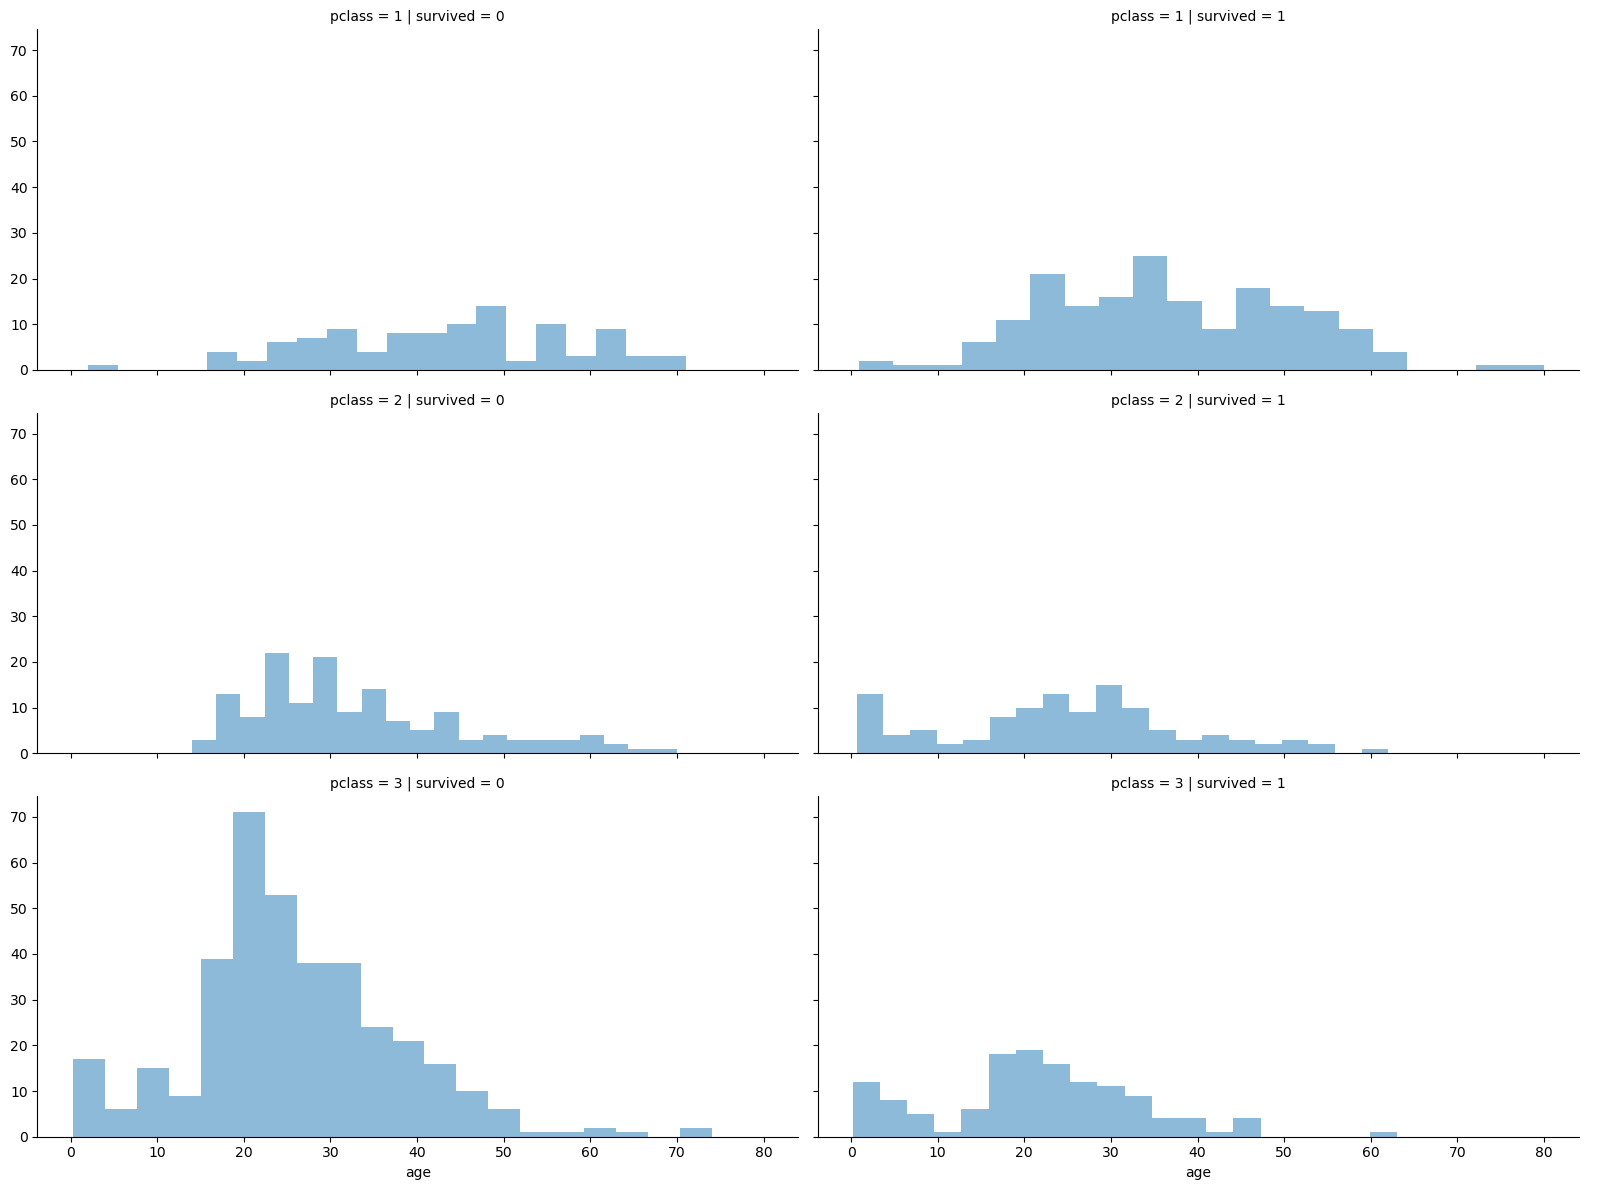 pclass = 1 | survived = 0
pclass = 1 | survived = 1
70
60
50
40
30
20
10
0
pclass = 2 | survived = 0
pclass = 2 | survived = 1
70
60
50
40
30
20
10
0
pclass = 3 | survived = 0
pclass = 3 | survived = 1
70
60
50
40
30
20
10
0
0 10 20 30 40 50 60 70 80
0 10 20 30 40 50 60 70 80
age
age